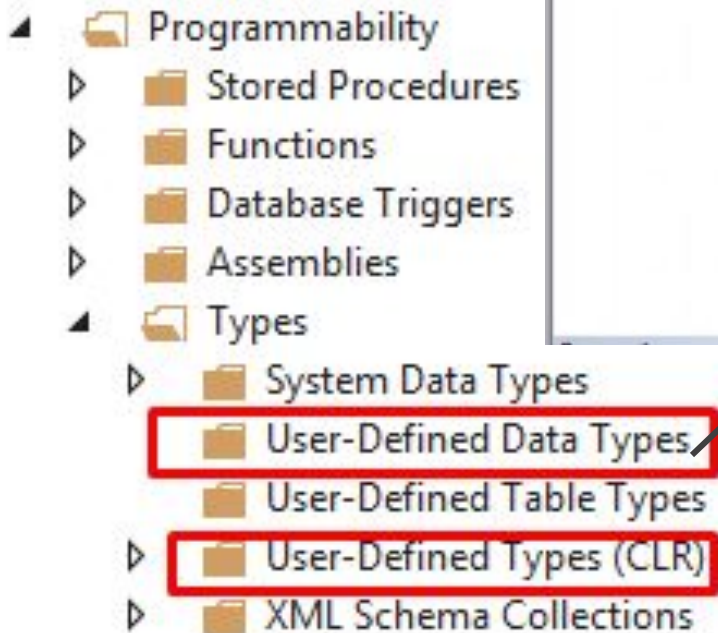 Programmability
Stored Procedures
Functions
Database Triggers
Assemblies
Types
System Data Types
User-Defined Data Types
User-Defined Table Types
User-Defined Types (CLR)
XML Schema Collections